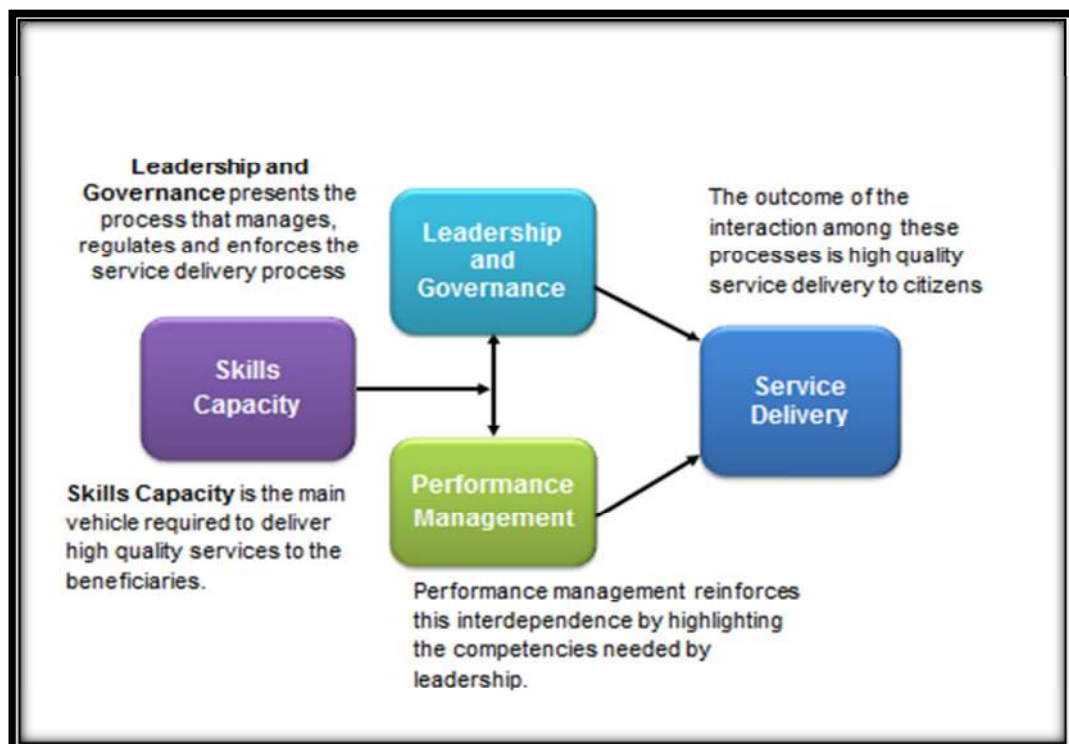 Leadership and
Governance presents the
process that manages,
regulates and enforces the
service delivery process
Leadership
and
Governance
The outcome of the
interaction among these
processes is high quality
service delivery to citizens
Skills
Capacity
Service
Delivery
Skills Capacity is the main
vehicle required to deliver
high quality services to the
beneficiaries.
Performance
Management
Performance management reinforces
this interdependence by highlighting
the competencies needed by
leadership.